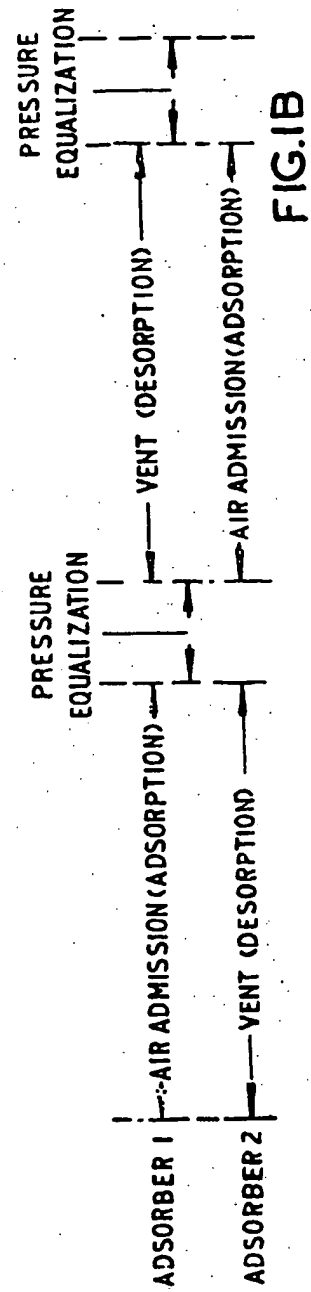 PRESSURE
EQUALIZATION
PRESSURE
EQUALIZATION
ADSORBER 1
AIR ADMISSION (ADSORPTION)
VENT (DESORPTION)
ADSORBER 2
VENT (DESORPTION)
AIR ADMISSION (ADSORPTION)
FIG.1B